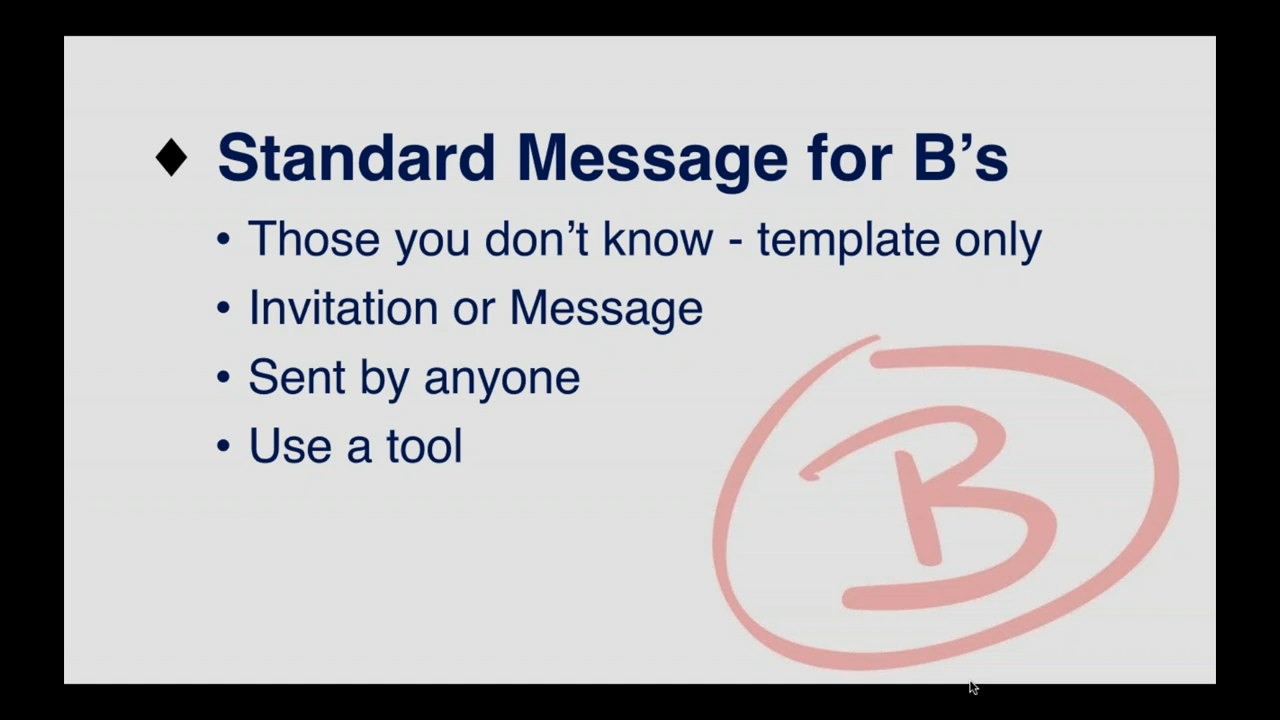 ♦ Standard Message for B’s
• Those you don’t know - template only
• Invitation or Message
• Sent by anyone
• Use a tool
B